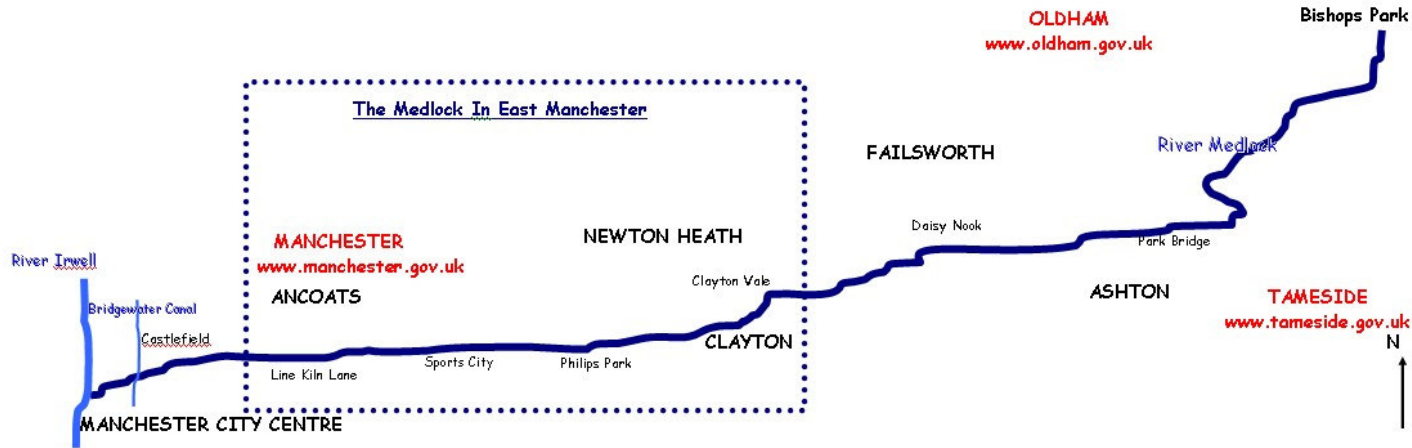 OLDHAM
www.oldham.gov.uk
Bishops Park
The Medlock In East Manchester
FAILSWORTH
River Medlock
MANCHESTER
www.manchester.gov.uk
NEWTON HEATH
Daisy Nook
Park Bridge
River Irwell
ANCOATS
Clayton Vale
ASHTON
TAMESIDE
www.tameside.gov.uk
Bridgewater Canal
Castlefield
CLAYTON
N
Line Kiln Lane
Sports City
Philips Park
MANCHESTER CITY CENTRE